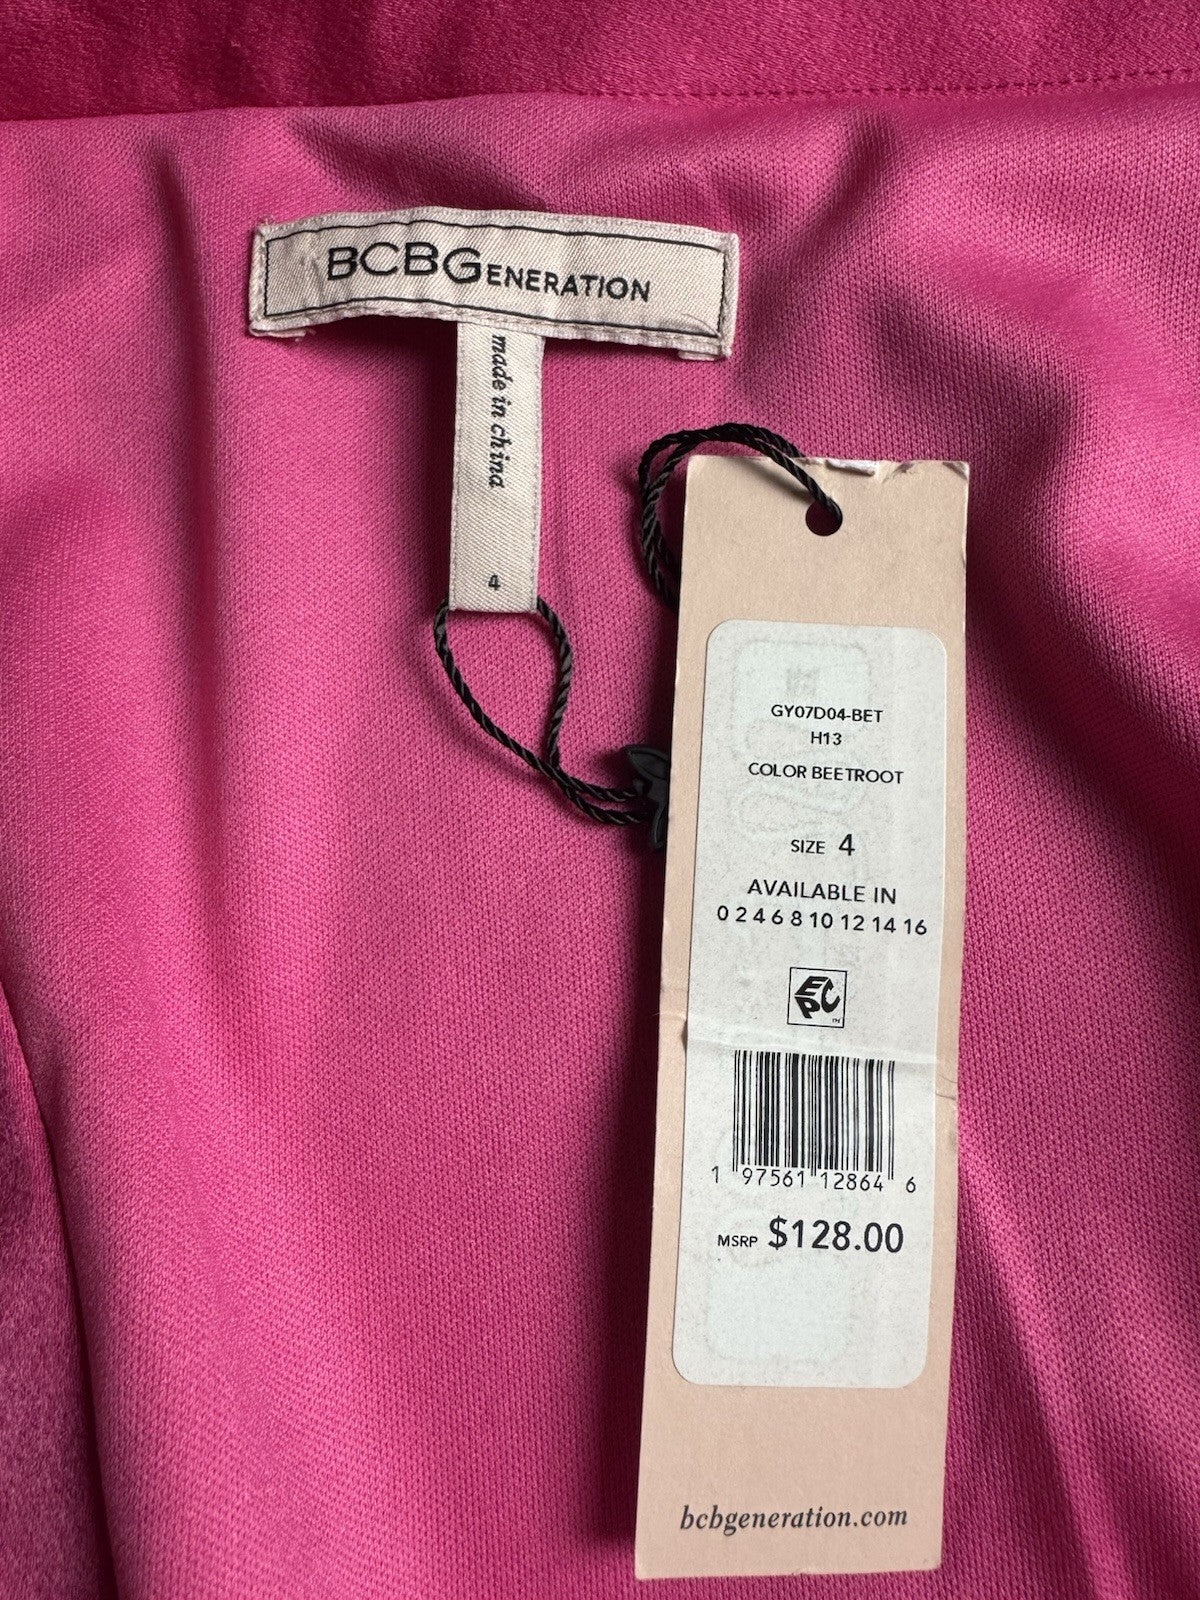 BCBGENERATION
made in china
4
GY07D04-BET
H13
COLOR BEETROOT
SIZE 4
AVAILABLE IN
0 2 4 6 8 10 12 14 16
EPC™
1 97561 12864 6
MSRP $128.00
bcbgeneration.com